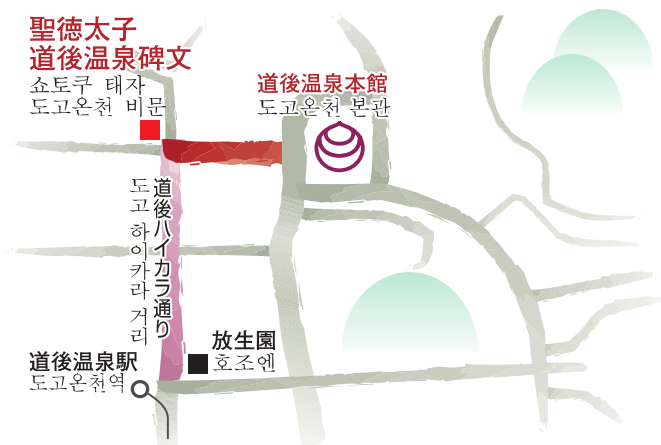 聖徳太子
道後温泉碑文
쇼토쿠 태자
도고온천 비문
道後温泉本館
도고온천 본관
道後ハイカラ通り
도고 하이카라 거리
放生園
호조엔
道後温泉駅
도고온천역